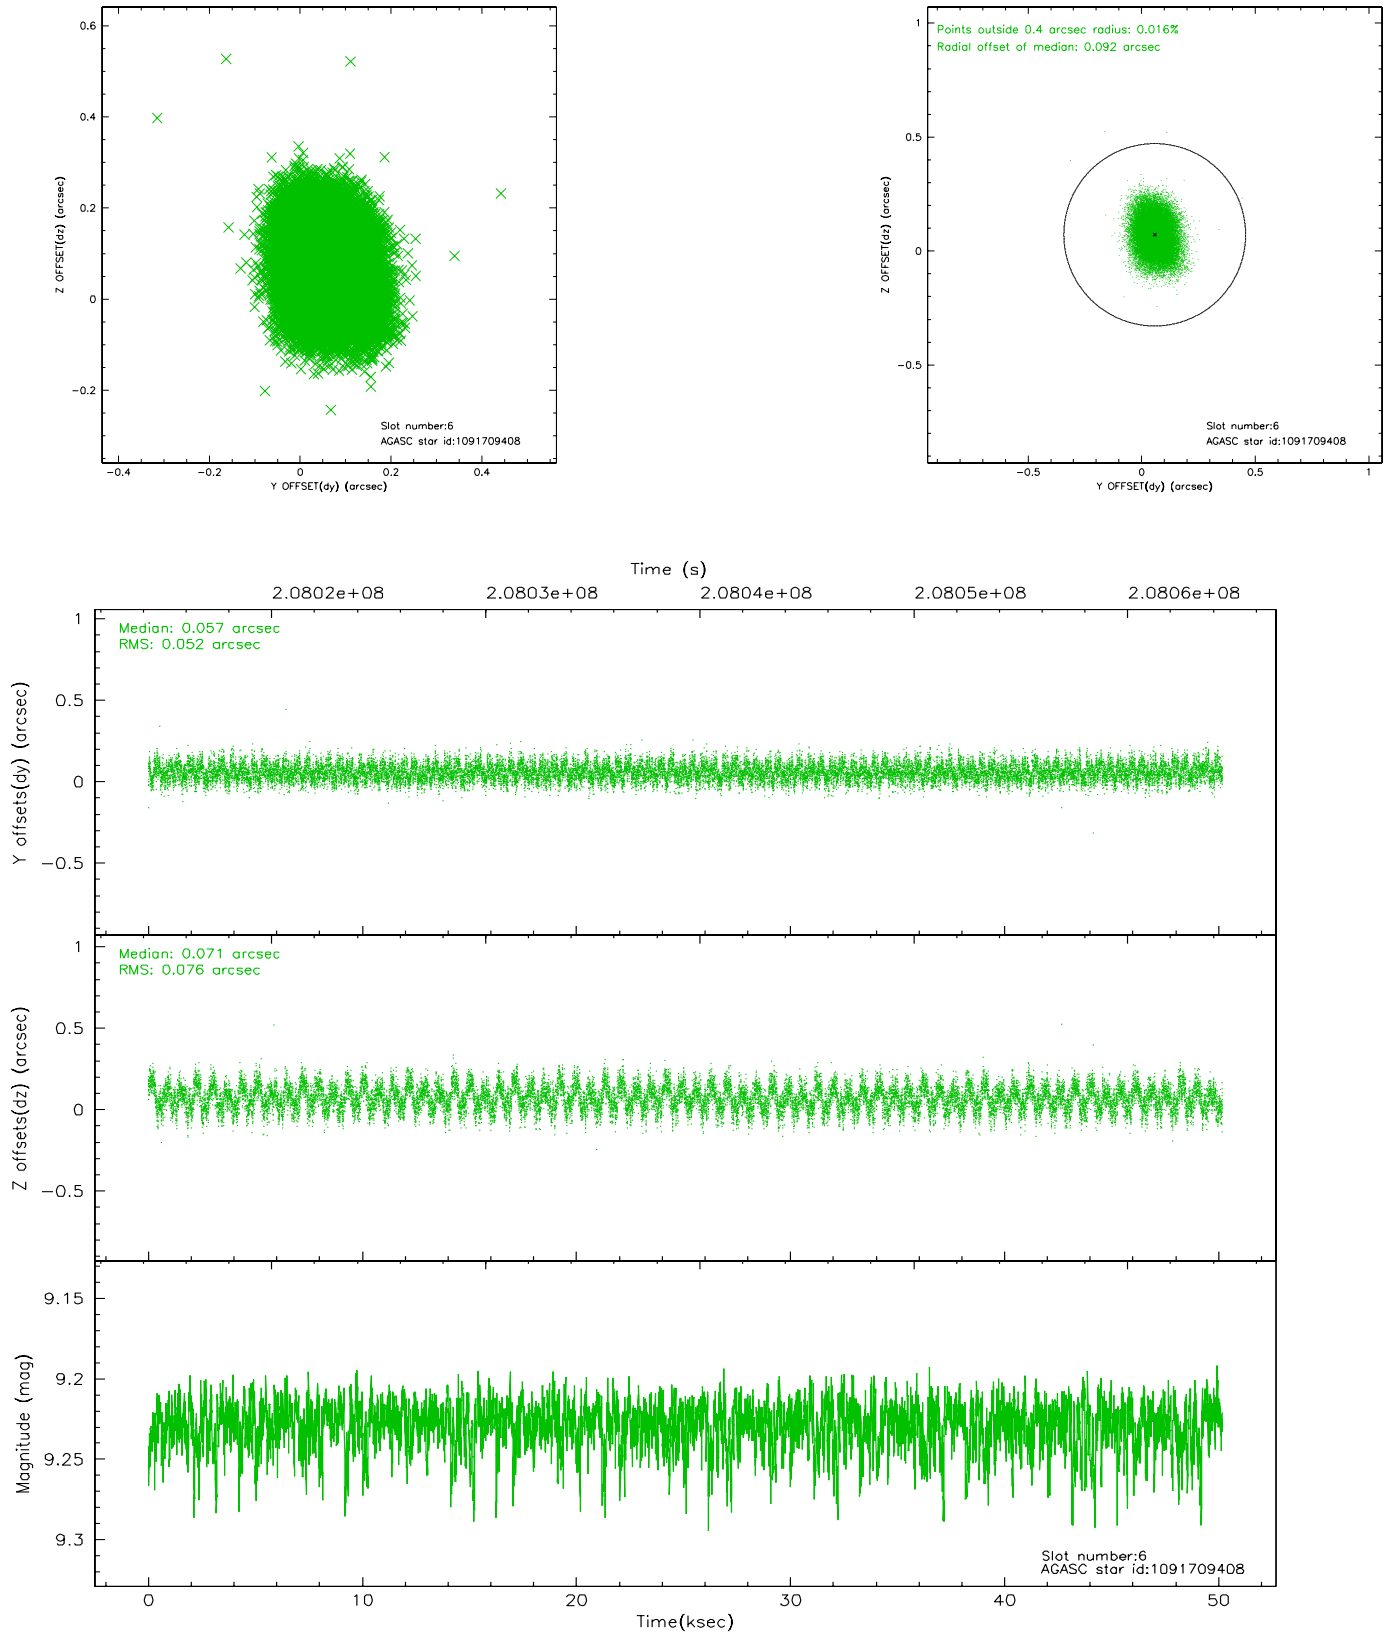 0.6
0.4
0.2
0
−0.2
−0.4
−0.2
0
0.2
0.4
Z OFFSET(dz) (arcsec)
Y OFFSET(dy) (arcsec)
Slot number:6
AGASC star id:1091709408
Points outside 0.4 arcsec radius: 0.016%
Radial offset of median: 0.092 arcsec
1
0.5
0
−0.5
−0.5
0
0.5
1
Z OFFSET(dz) (arcsec)
Y OFFSET(dy) (arcsec)
Slot number:6
AGASC star id:1091709408
Time (s)
2.0802e+08 2.0803e+08 2.0804e+08 2.0805e+08 2.0806e+08
Median: 0.057 arcsec
RMS: 0.052 arcsec
1
0.5
0
−0.5
Y offsets(dy) (arcsec)
Median: 0.071 arcsec
RMS: 0.076 arcsec
1
0.5
0
−0.5
Z offsets(dz) (arcsec)
9.15
9.2
9.25
9.3
Magnitude (mag)
Slot number:6
AGASC star id:1091709408
0 10 20 30 40 50
Time(ksec)